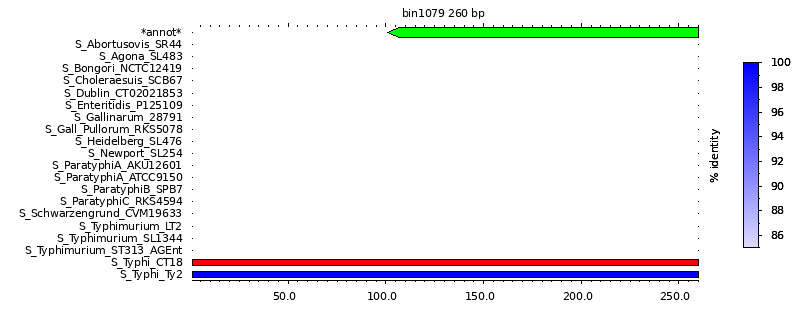 bin1079 260 bp
*annot*
S_Abortusovis_SR44
S_Agona_SL483
S_Bongori_NCTC12419
S_Choleraesuis_SCB67
S_Dublin_CT02021853
S_Enteritidis_P125109
S_Gallinarum_28791
S_Gall_Pullorum_RKS5078
S_Heidelberg_SL476
S_Newport_SL254
S_ParatyphiA_AKU12601
S_ParatyphiA_ATCC9150
S_ParatyphiB_SPB7
S_ParatyphiC_RKS4594
S_Schwarzengrund_CVM19633
S_Typhimurium_LT2
S_Typhimurium_SL1344
S_Typhimurium_ST313_AGEnt
S_Typhi_CT18
S_Typhi_Ty2
50.0 100.0 150.0 200.0 250.0
% identity
100
98
96
94
92
90
88
86